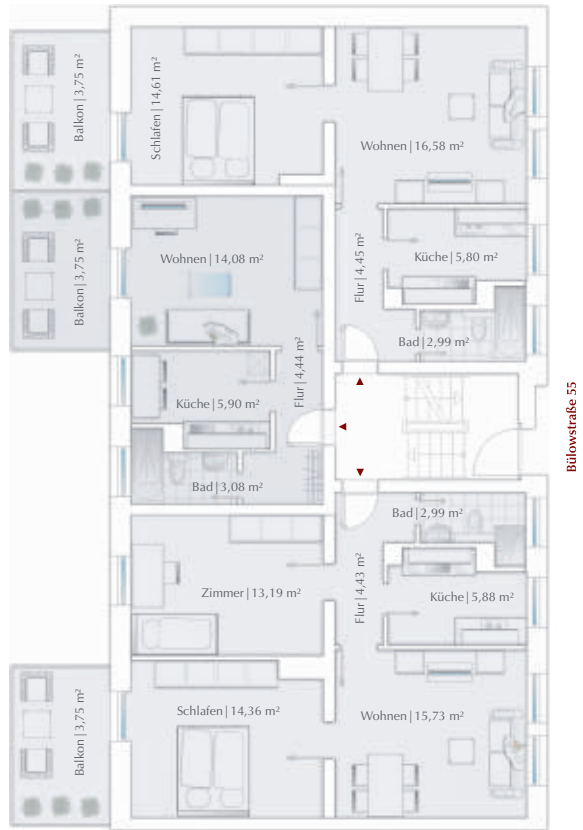 Balkon | 3,75 m²
Schlafen | 14,61 m²
Wohnen | 16,58 m²
Balkon | 3,75 m²
Wohnen | 14,08 m²
Flur | 4,45 m²
Küche | 5,80 m²
Bad | 2,99 m²
Flur | 4,44 m²
Küche | 5,90 m²
Bad | 3,08 m²
Bülowstraße 55
Bad | 2,99 m²
Zimmer | 13,19 m²
Flur | 4,43 m²
Küche | 5,88 m²
Balkon | 3,75 m²
Schlafen | 14,36 m²
Wohnen | 15,73 m²